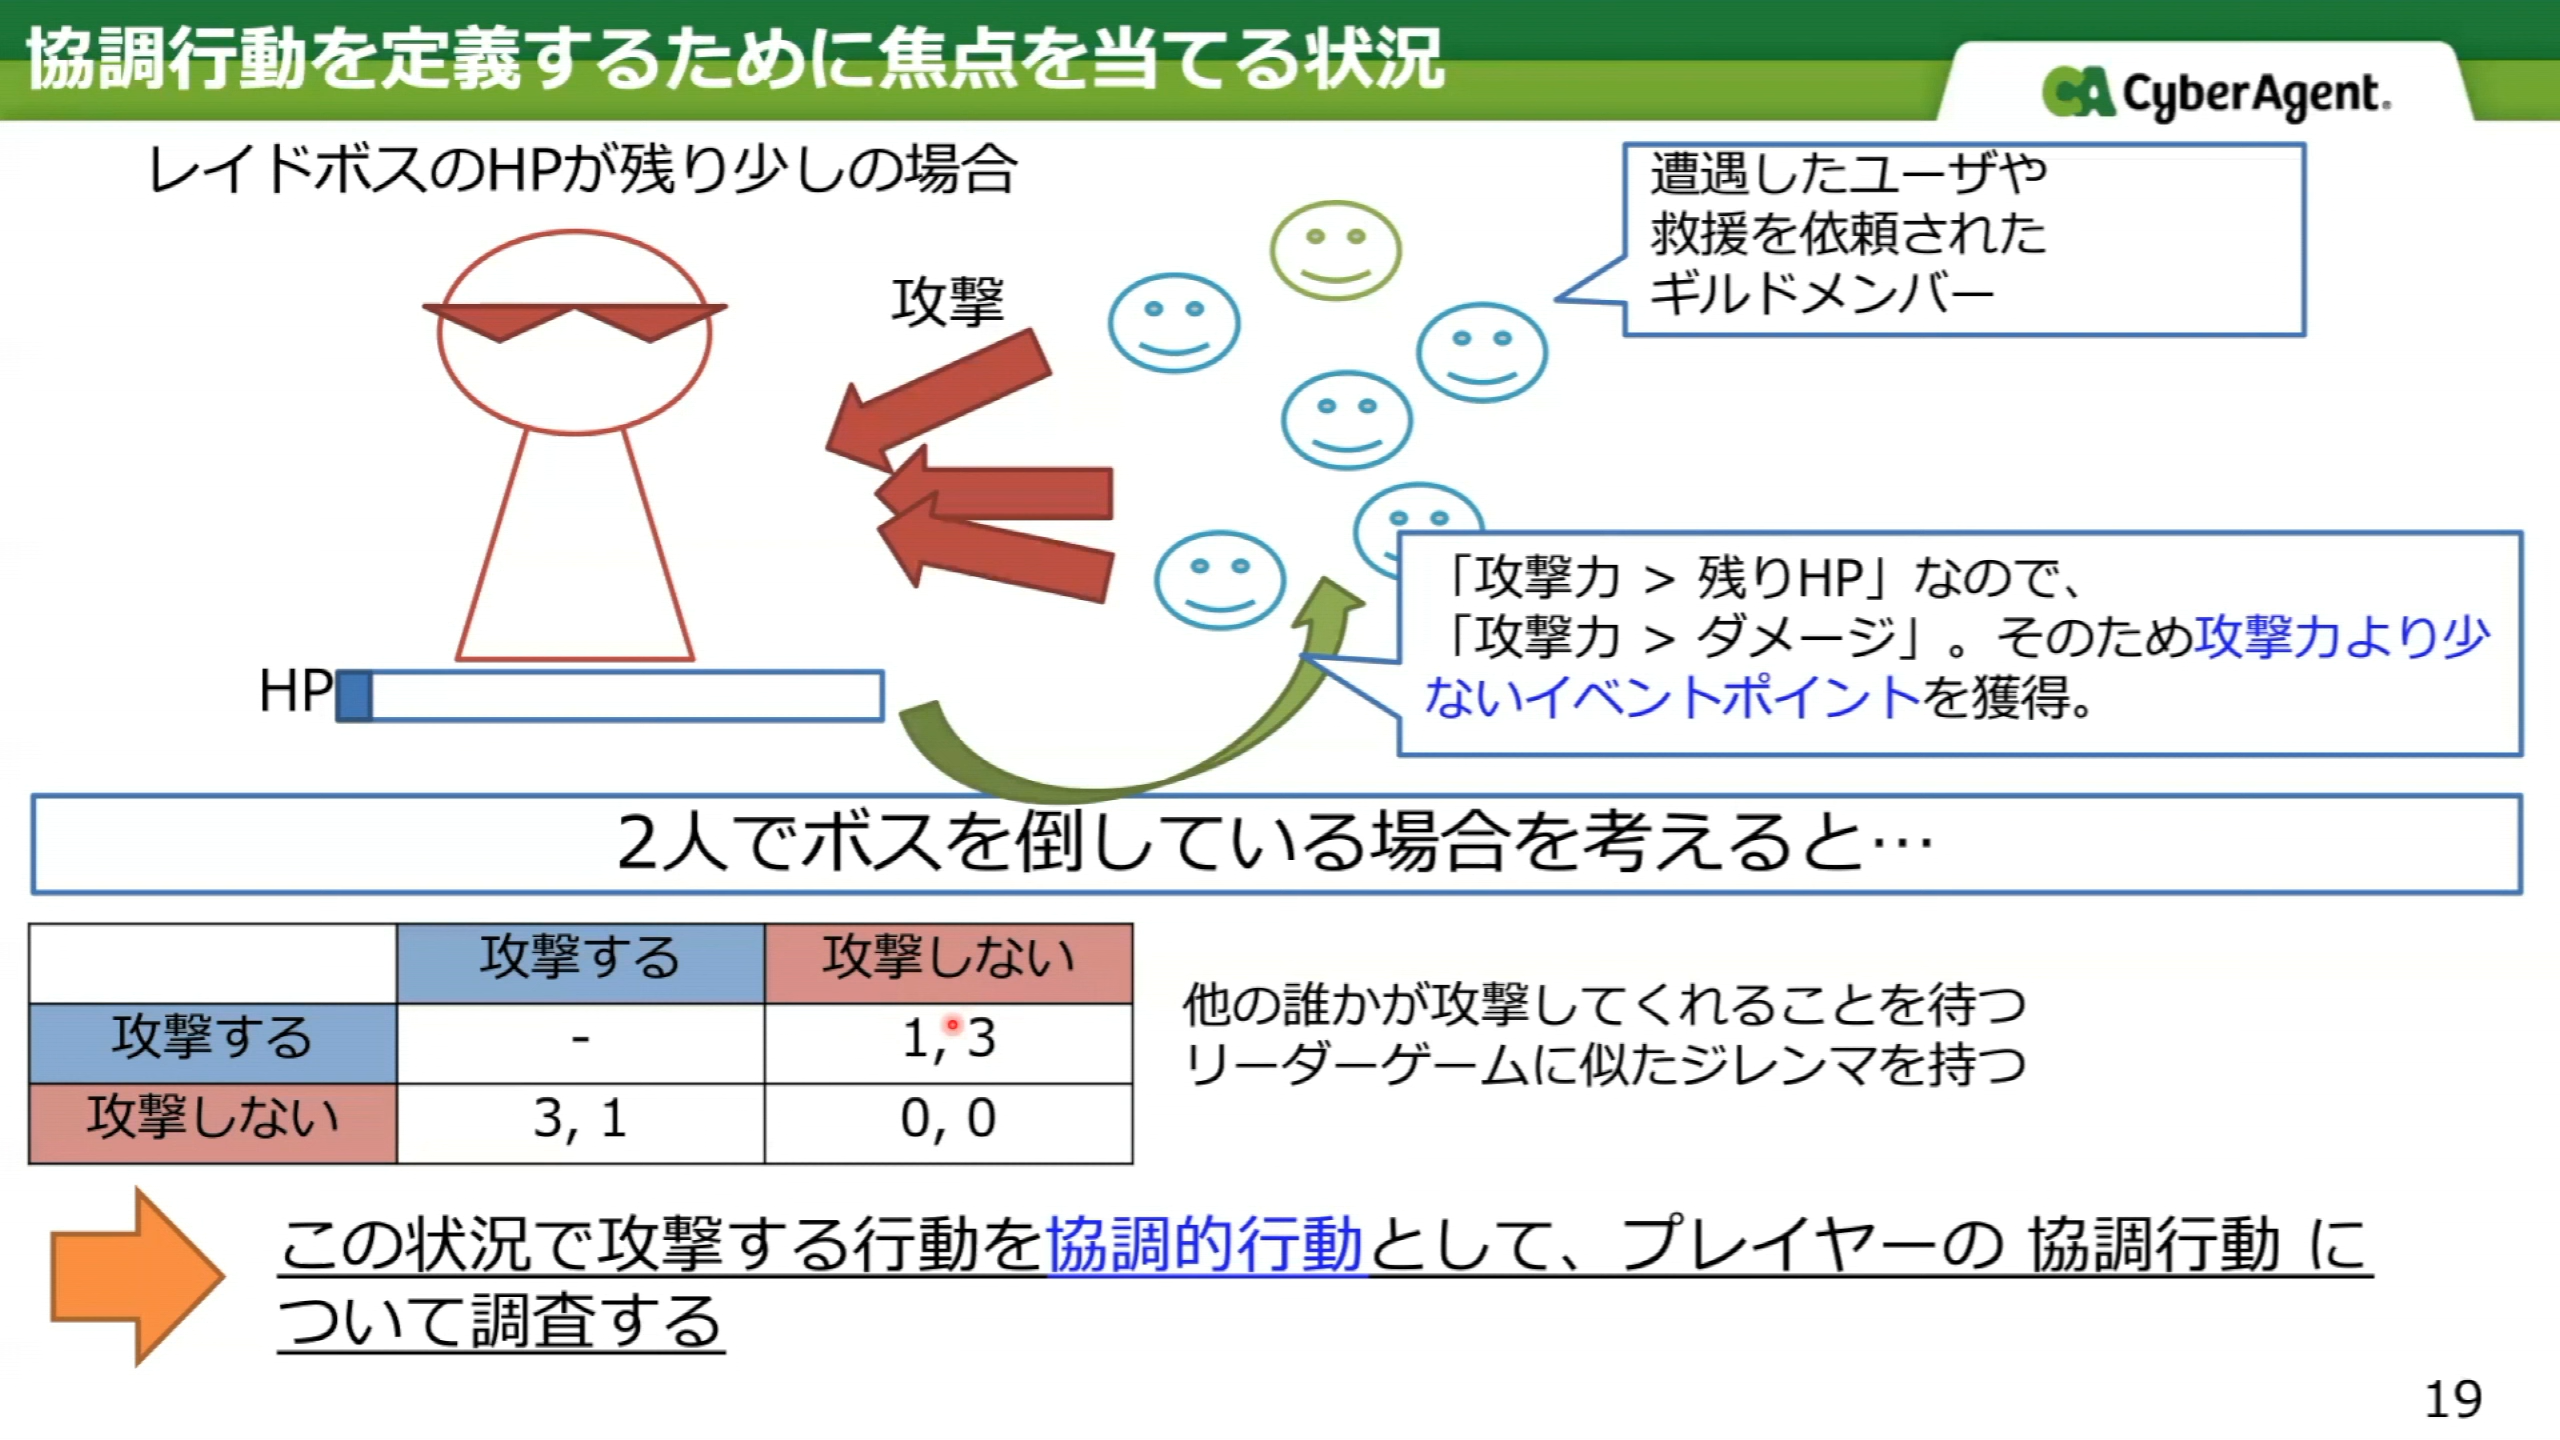 協調行動を定義するために焦点を当てる状況
CA CyberAgent.
レイドボスのHPが残り少しの場合
遭遇したユーザや
救援を依頼された
ギルドメンバー
攻撃
「攻撃力 > 残りHP」なので、
「攻撃力 > ダメージ」。そのため攻撃力より少
ないイベントポイントを獲得。
HP
2人でボスを倒している場合を考えると…
攻撃する 攻撃しない
攻撃する - 1, 3
攻撃しない 3, 1 0, 0
他の誰かが攻撃してくれることを待つ
リーダーゲームに似たジレンマを持つ
この状況で攻撃する行動を協調的行動として、プレイヤーの 協調行動 に
ついて調査する
19